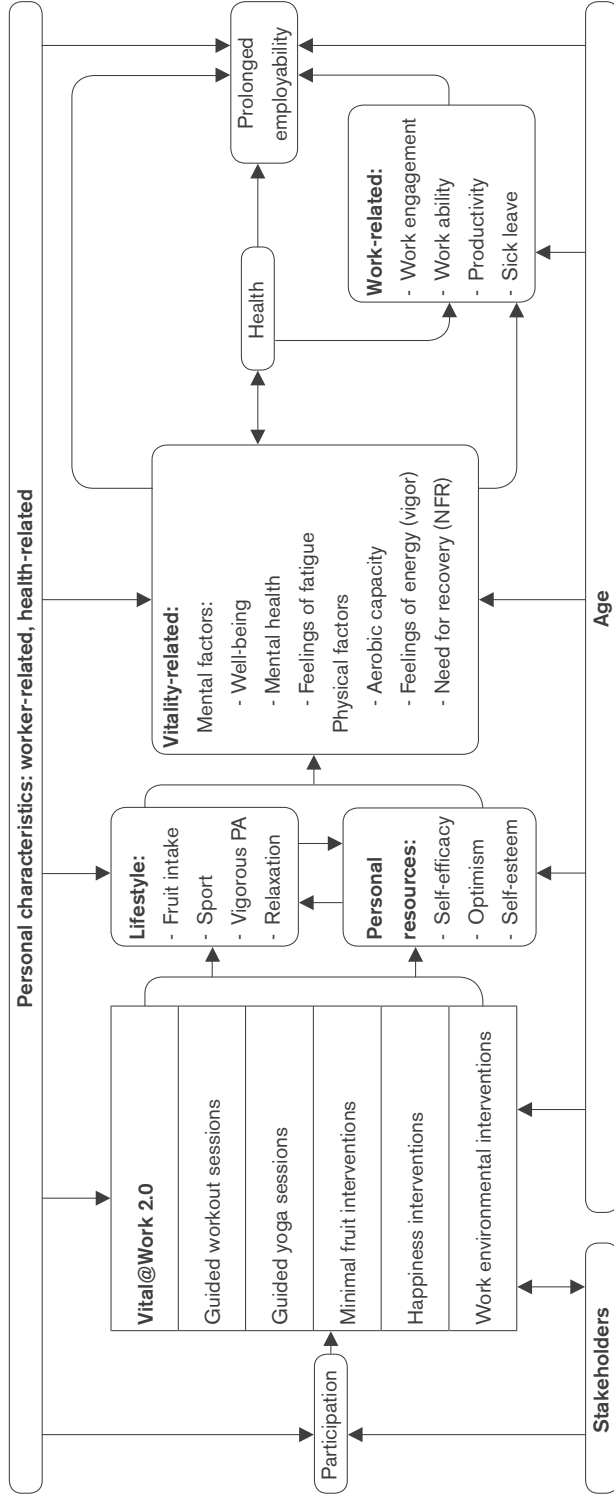 Personal characteristics: worker-related, health-related
Participation
Vital@Work 2.0
Guided workout sessions
Guided yoga sessions
Minimal fruit interventions
Happiness interventions
Work environmental interventions
Lifestyle:
- Fruit intake
- Sport
- Vigorous PA
- Relaxation
Personal
resources:
- Self-efficacy
- Optimism
- Self-esteem
Vitality-related:
Mental factors:
- Well-being
- Mental health
- Feelings of fatigue
Physical factors
- Aerobic capacity
- Feelings of energy (vigor)
- Need for recovery (NFR)
Health
Work-related:
- Work engagement
- Work ability
- Productivity
- Sick leave
Prolonged
employability
Stakeholders
Age